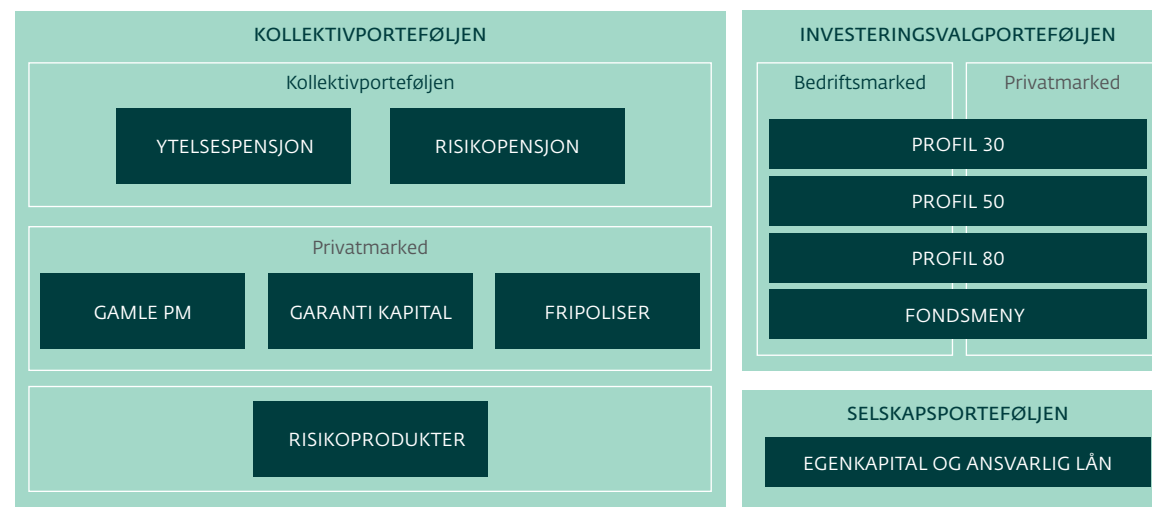 KOLLEKTIVPORTEFØLJEN
Kollektivporteføljen
YTELSESPENSJON
RISIKOPENSJON
Privatmarked
GAMLE PM
GARANTI KAPITAL
FRIPOLISER
RISIKOPRODUKTER
INVESTERINGSVALGPORTEFØLJEN
Bedriftsmarked
Privatmarked
PROFIL 30
PROFIL 50
PROFIL 80
FONDSMENY
SELSKAPSPORTEFØLJEN
EGENKAPITAL OG ANSVARLIG LÅN